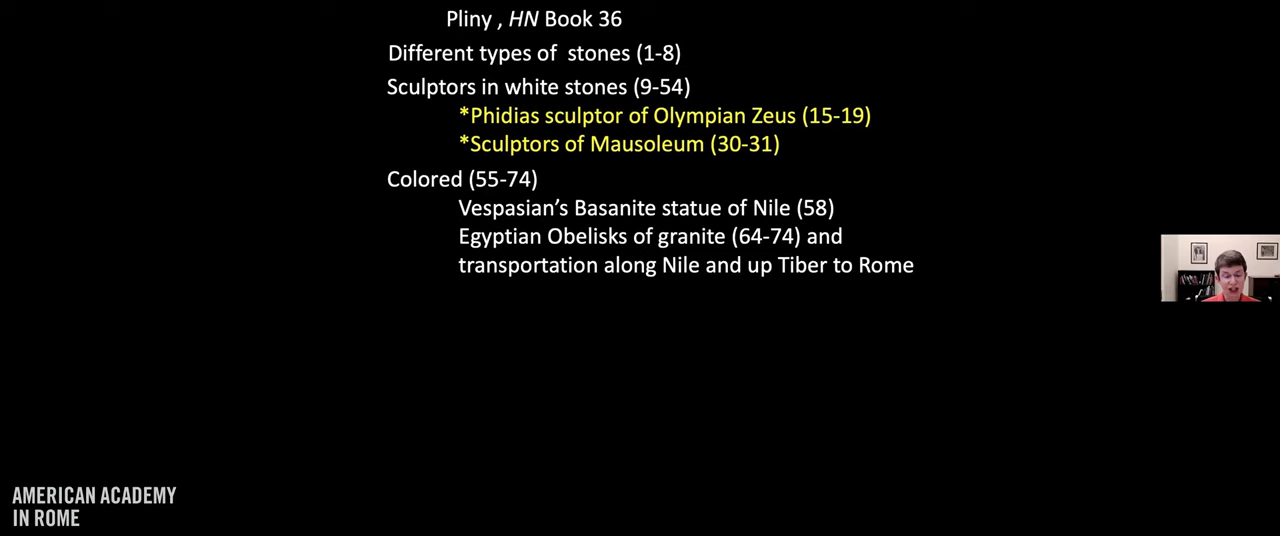 Pliny , HN Book 36
Different types of stones (1-8)
Sculptors in white stones (9-54)
*Phidias sculptor of Olympian Zeus (15-19)
*Sculptors of Mausoleum (30-31)
Colored (55-74)
Vespasian’s Basanite statue of Nile (58)
Egyptian Obelisks of granite (64-74) and
transportation along Nile and up Tiber to Rome
AMERICAN ACADEMY
IN ROME